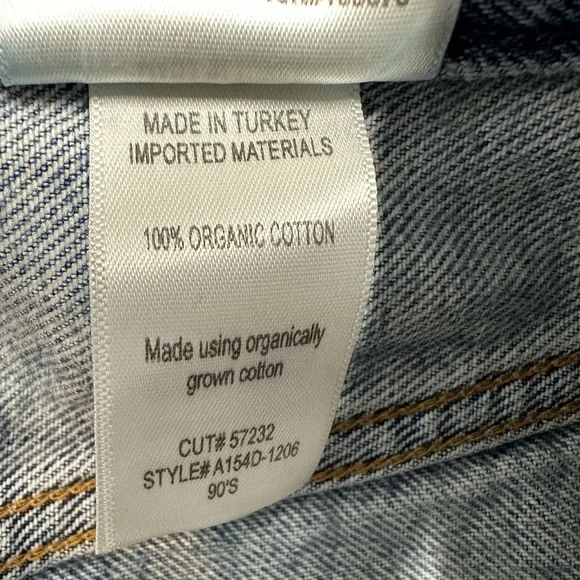 MADE IN TURKEY
IMPORTED MATERIALS
100% ORGANIC COTTON
Made using organically
grown cotton
CUT# 57232
STYLE# A154D-1206
90'S